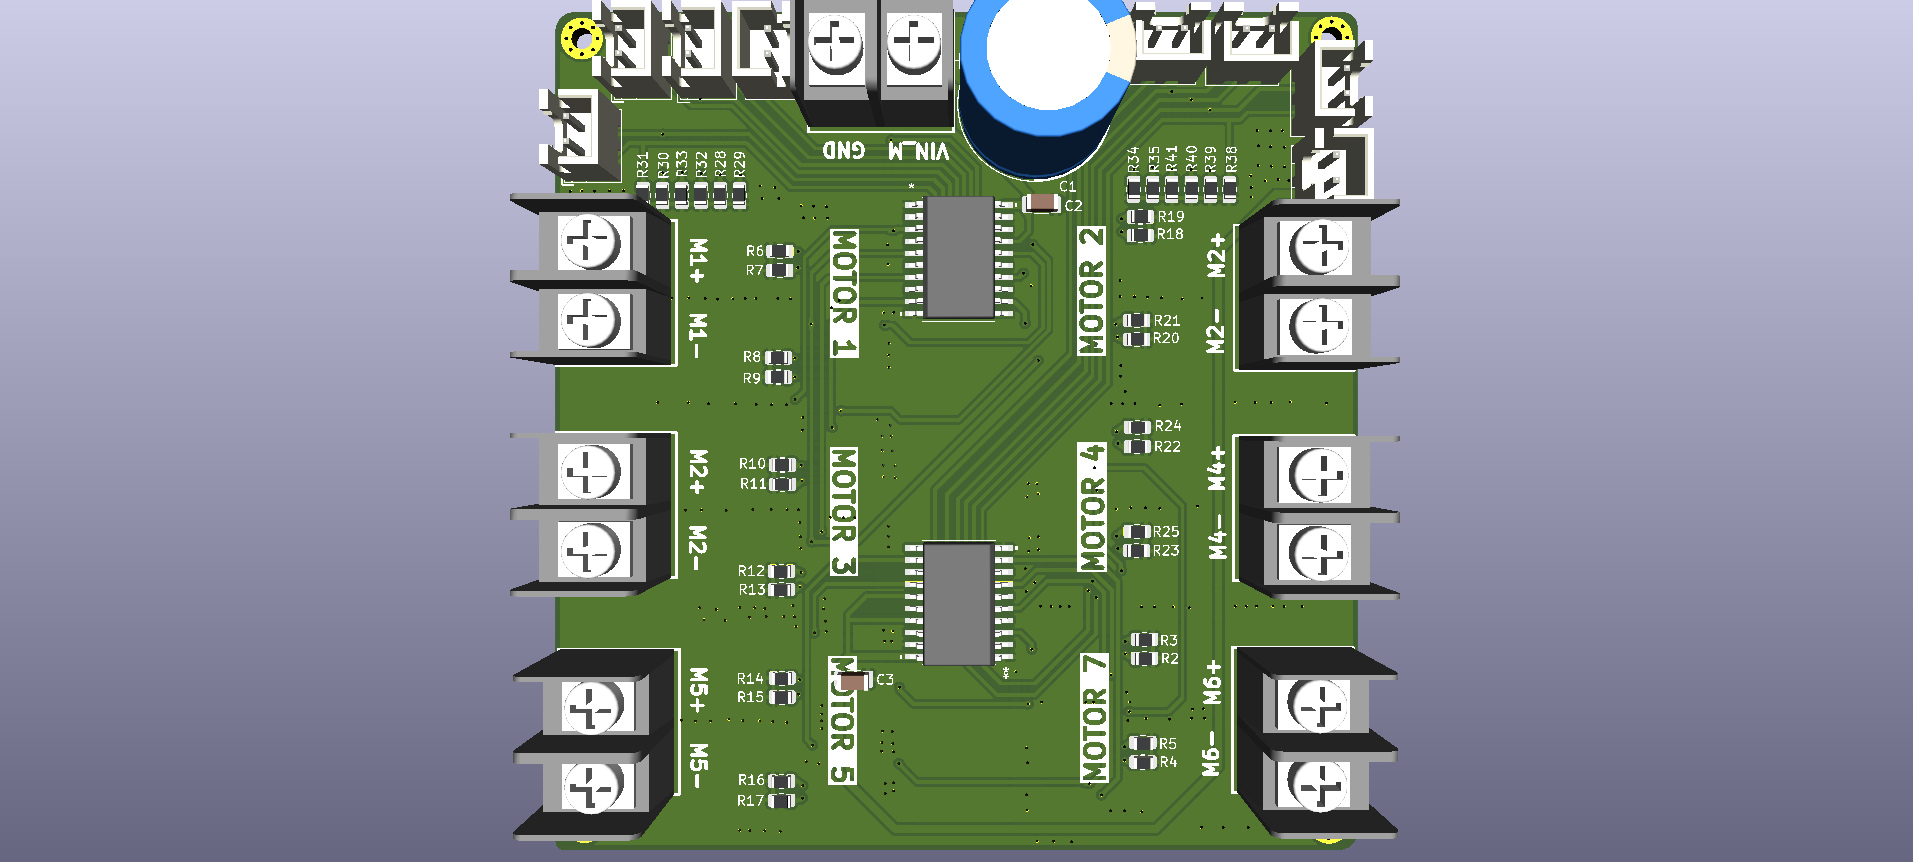 GND
VIN_M
R31
R30
R33
R32
R28
R29
R34
R35
R41
R40
R39
R38
C1
C2
*
R19
R18
R6
R7
M1+
M1-
MOTOR 1
MOTOR 2
M2+
M2-
R21
R20
R8
R9
R24
R22
R10
R11
M2+
M2-
MOTOR 3
MOTOR 4
M4+
M4-
R25
R23
R12
R13
R3
R2
*
R14
R15
C3
M5+
M5-
MOTOR 5
MOTOR 7
M6+
M6-
R5
R4
R16
R17